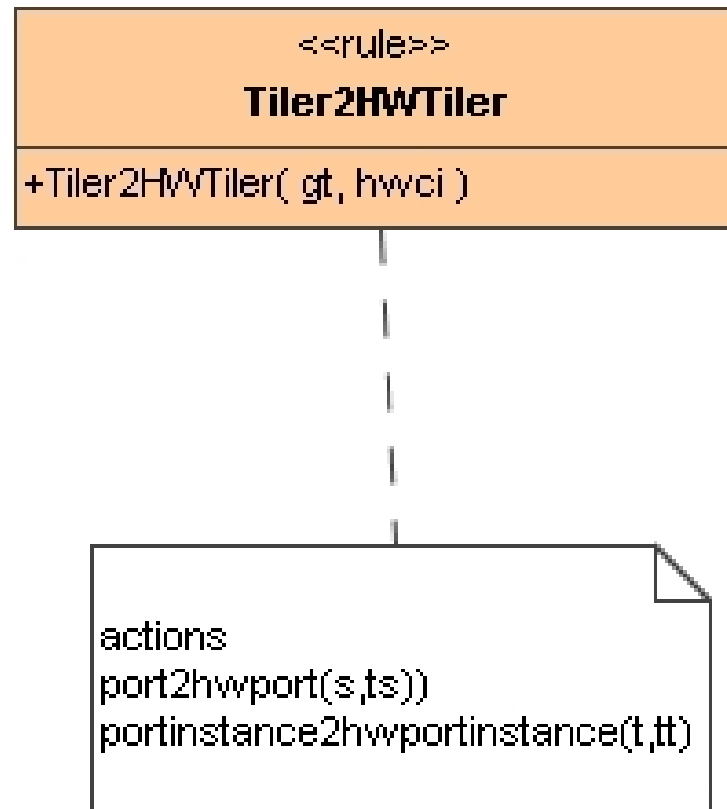 <<rule>>
Tiler2HWTiler
+Tiler2HWTiler( gt, hwci )
actions
port2hwport(s,ts))
portinstance2hwportinstance(t,tt)